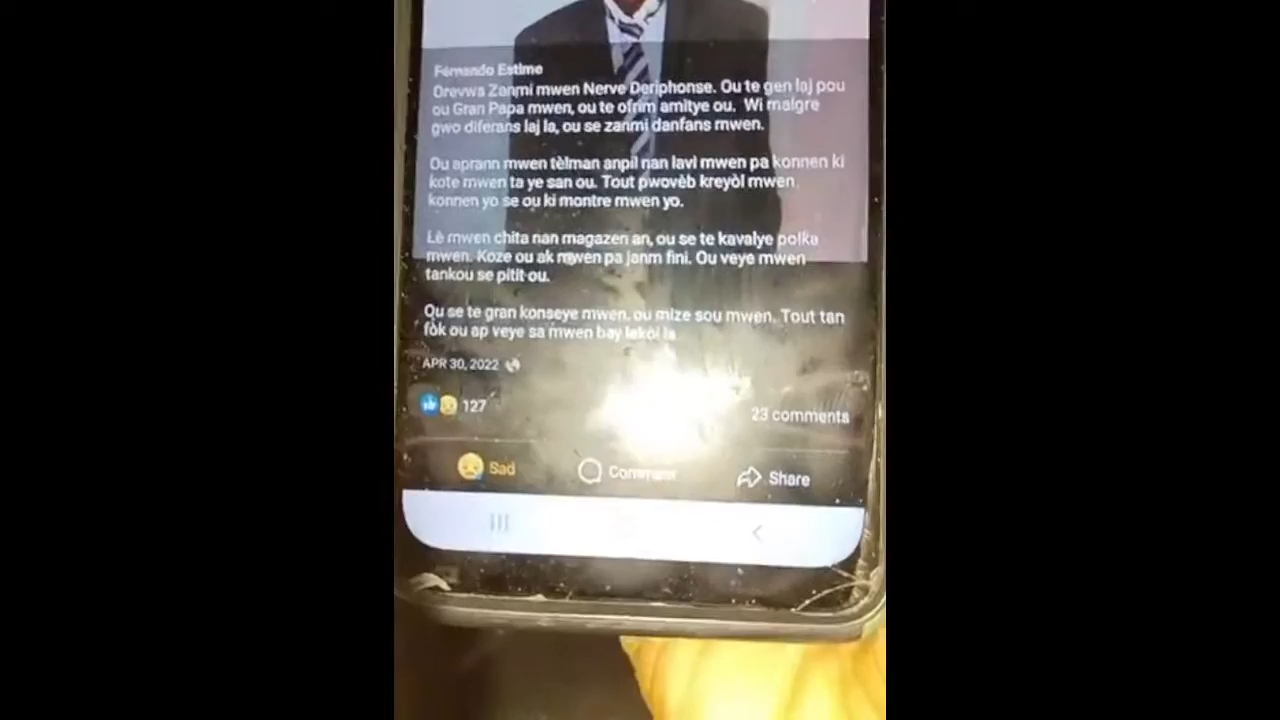 Fernando Estime
Orevwa Zanmi mwen Nerve Deriphonse. Ou te gen laj pou
ou Gran Papa mwen, ou te ofrim amitye ou. Wi malgre
gwo diferans laj la, ou se zanmi danfans mwen.
Ou aprann mwen tèlman anpil nan lavi mwen pa konnen ki
kote mwen ta ye san ou. Tout pwovèb kreyòl mwen
konnen yo se ou ki montre mwen yo.
Lè mwen chita nan magazen an, ou se te kavalye polka
mwen. Koze ou ak mwen pa janm fini. Ou veye mwen
tankou se pitit ou.
Ou se te gran konseye mwen, ou mize sou mwen. Tout tan
fòk ou ap veye sa mwen bay lekòl la
APR 30, 2022
127
23 comments
Sad
Comment
Share